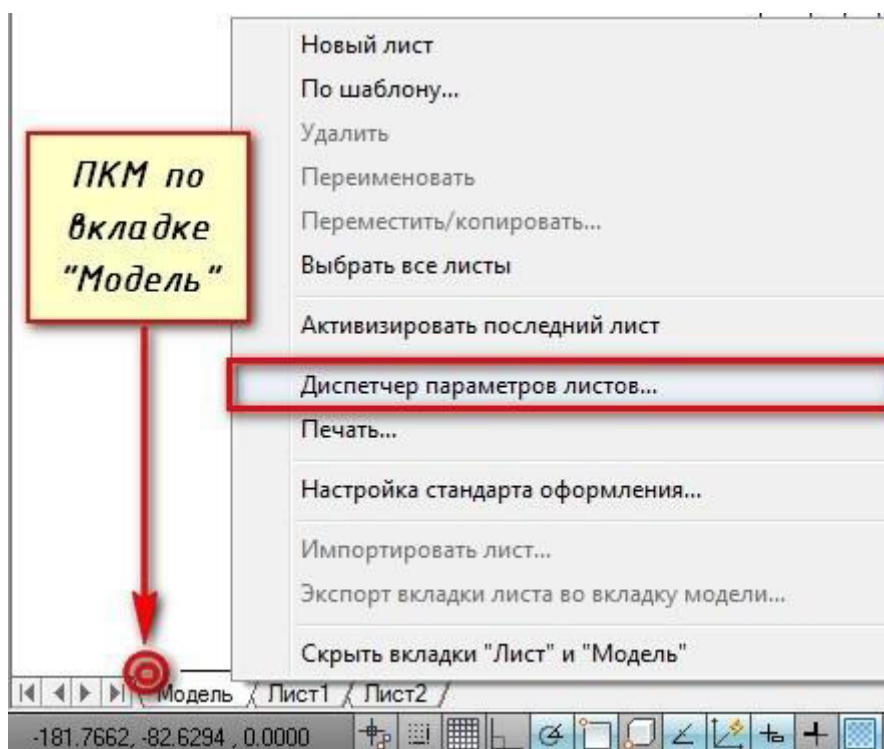 Новый лист
По шаблону...
Удалить
Переименовать
Переместить/копировать...
Выбрать все листы
Активизировать последний лист
Диспетчер параметров листов...
Печать...
Настройка стандарта оформления...
Импортировать лист...
Экспорт вкладки листа во вкладку модели...
Скрыть вкладки "Лист" и "Модель"
ПКМ по
вкладке
"Модель"
Модель / Лист1 / Лист2 /
-181.7662, -82.6294 , 0.0000